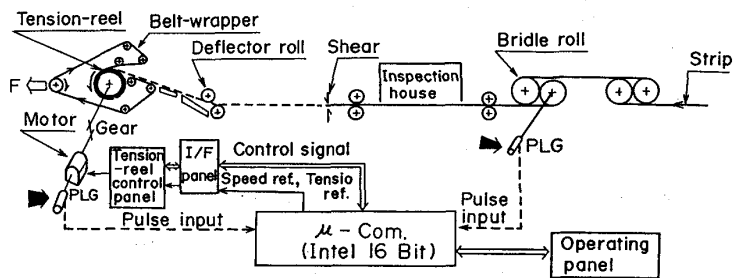 Tension-reel
Belt-wrapper
Deflector roll
Shear
Bridle roll
Strip
Inspection
house
F
Motor
Gear
PLG
Tension
-reel
control
panel
I/F
panel
Control signal
Speed ref., Tensio
ref.
PLG
Pulse input
Pulse
input
μ - Com.
(Intel 16 Bit)
Operating
panel